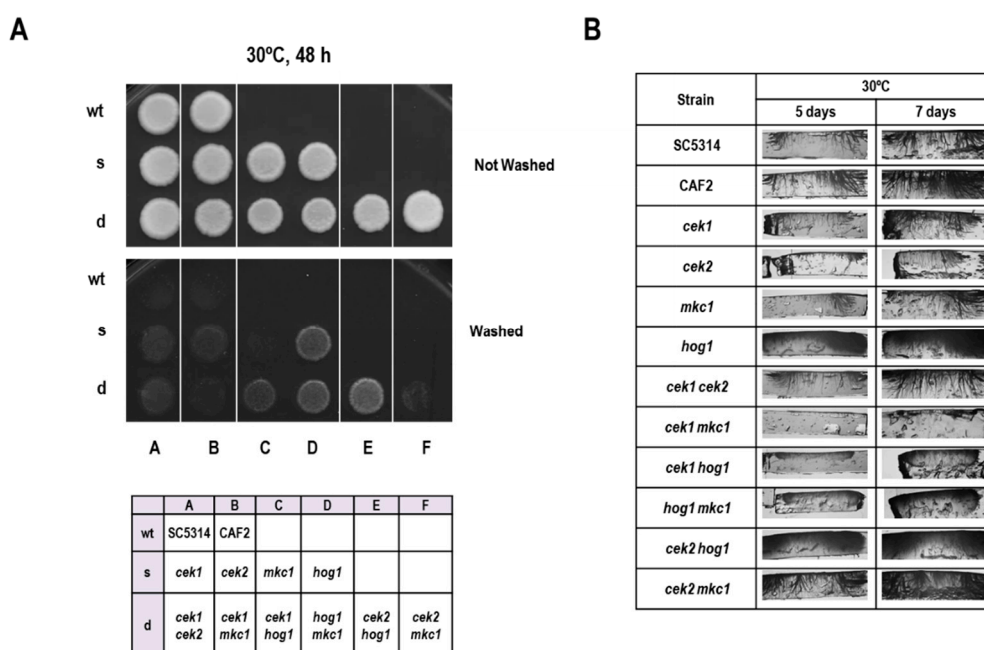 A
30ºC, 48 h
wt
s
d
Not Washed
wt
s
d
Washed
A B C D E F
A B C D E F
wt SC5314 CAF2
s cek1 cek2 mkc1 hog1
d cek1 cek2 cek1 mkc1 cek1 hog1 hog1 mkc1 cek2 hog1 cek2 mkc1
B
Strain 30ºC
5 days 7 days
SC5314
CAF2
cek1
cek2
mkc1
hog1
cek1 cek2
cek1 mkc1
cek1 hog1
hog1 mkc1
cek2 hog1
cek2 mkc1